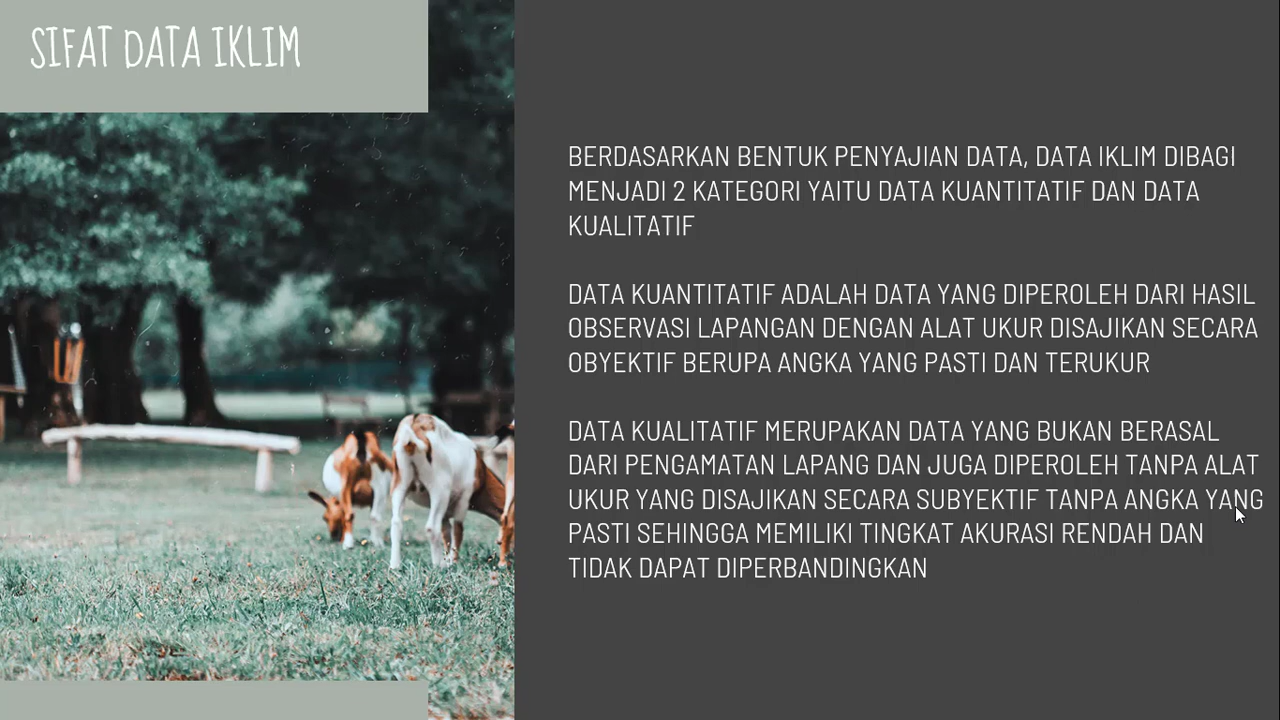 SIFAT DATA IKLIM
BERDASARKAN BENTUK PENYAJIAN DATA, DATA IKLIM DIBAGI
MENJADI 2 KATEGORI YAITU DATA KUANTITATIF DAN DATA
KUALITATIF
DATA KUANTITATIF ADALAH DATA YANG DIPEROLEH DARI HASIL
OBSERVASI LAPANGAN DENGAN ALAT UKUR DISAJIKAN SECARA
OBYEKTIF BERUPA ANGKA YANG PASTI DAN TERUKUR
DATA KUALITATIF MERUPAKAN DATA YANG BUKAN BERASAL
DARI PENGAMATAN LAPANG DAN JUGA DIPEROLEH TANPA ALAT
UKUR YANG DISAJIKAN SECARA SUBYEKTIF TANPA ANGKA YANG
PASTI SEHINGGA MEMILIKI TINGKAT AKURASI RENDAH DAN
TIDAK DAPAT DIPERBANDINGKAN